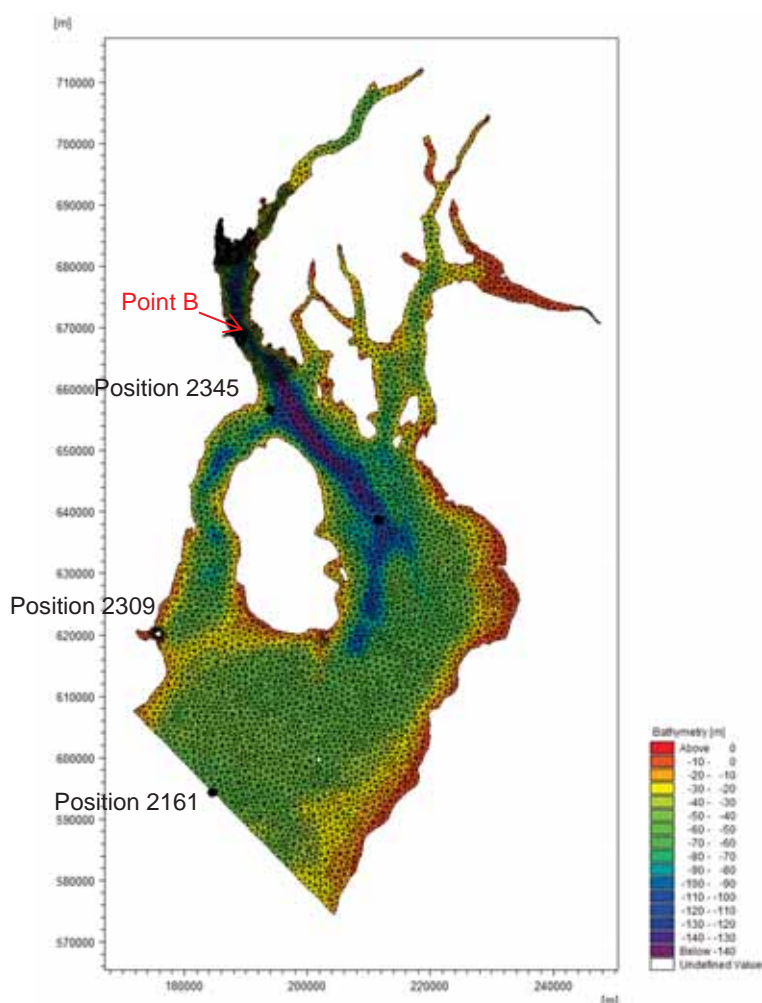 [m]
710000
700000
690000
680000
Point B
670000
660000
Position 2345
650000
640000
630000
Position 2309
620000
610000
600000
Position 2161
590000
580000
570000
180000 200000 220000 240000
[m]
Bathymetry [m]
Above 0
-10 - 0
-20 - -10
-30 - -20
-40 - -30
-50 - -40
-60 - -50
-70 - -60
-80 - -70
-90 - -80
-100 - -90
-110 - -100
-120 - -110
-130 - -120
-140 - -130
Below -140
Undefined Value